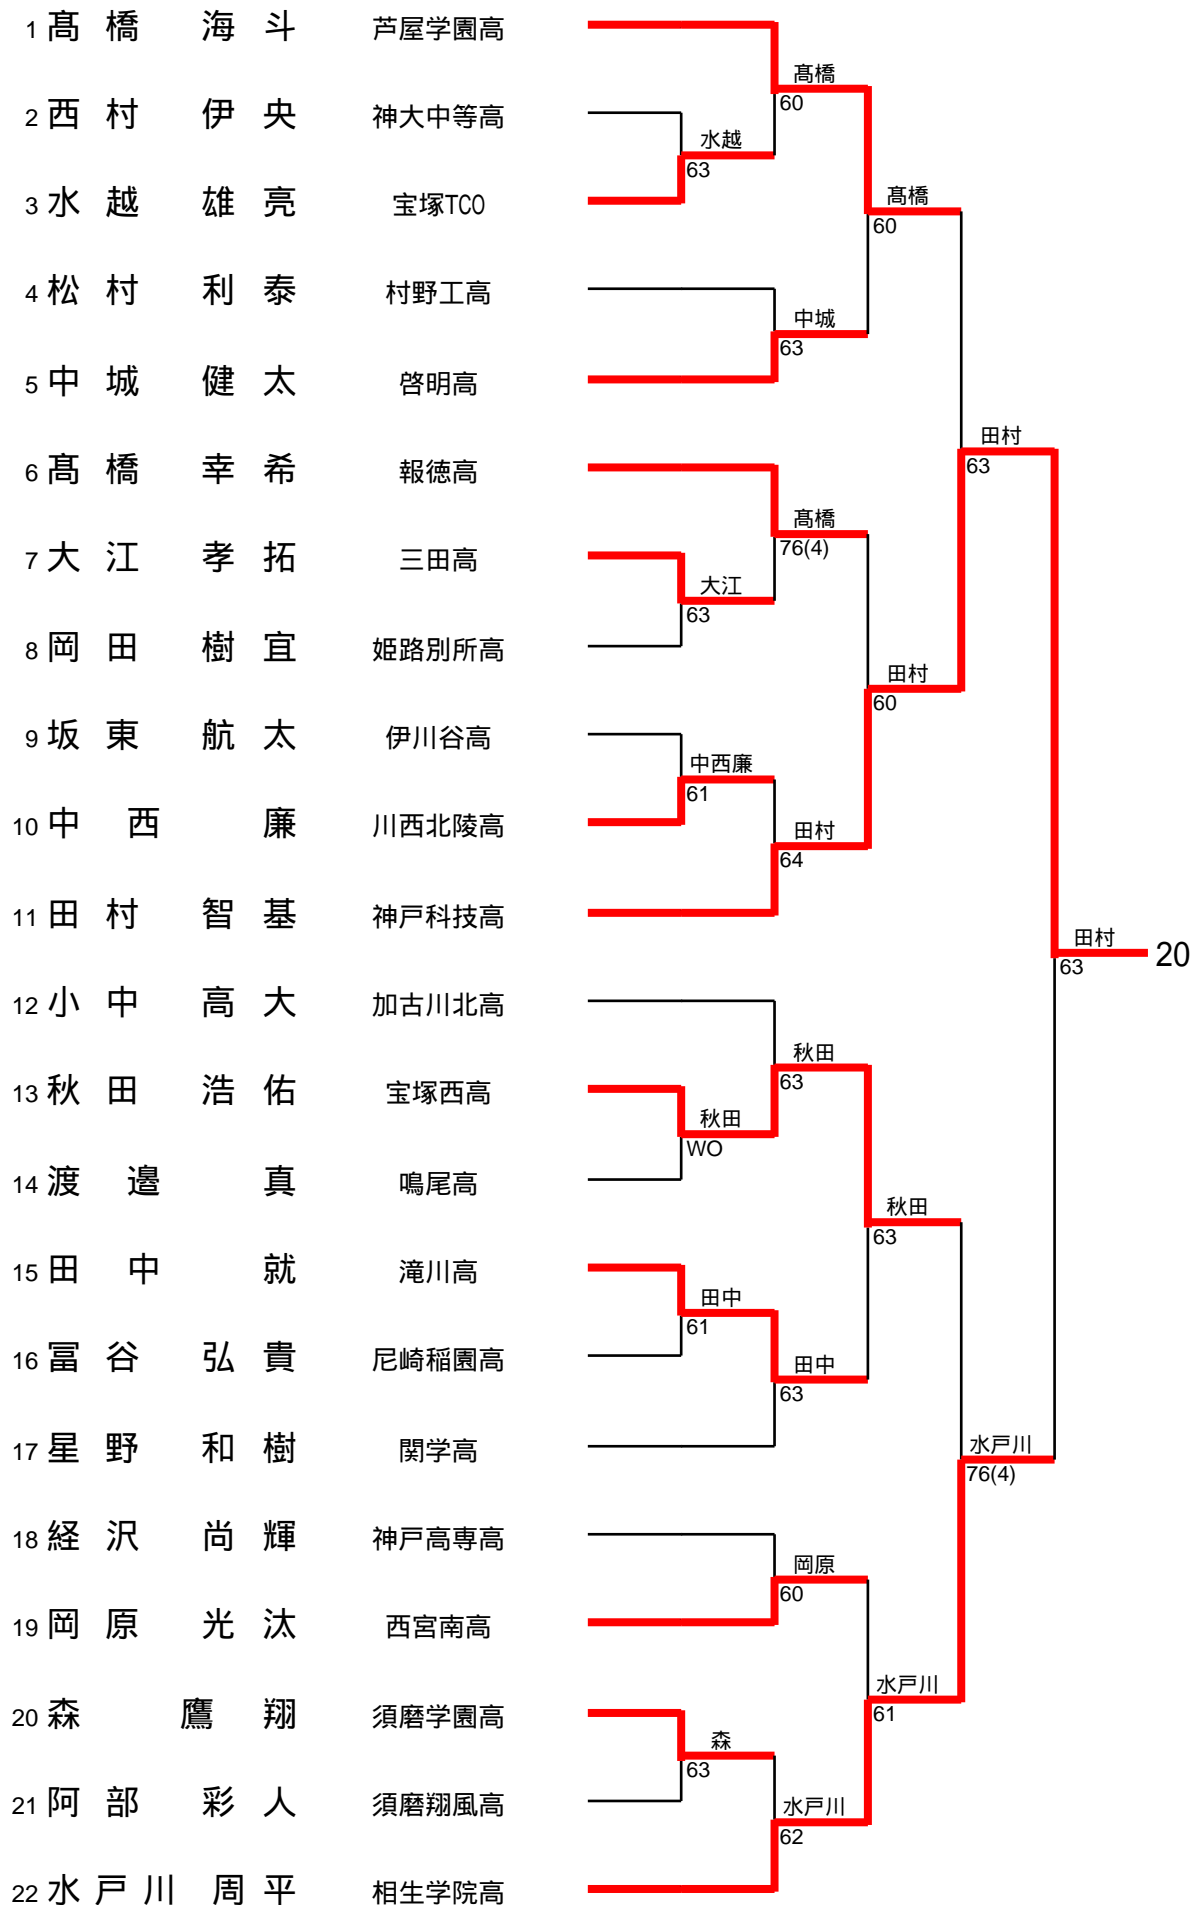 1 髙橋 海斗 芦屋学園高
髙橋
60
2 西村 伊央 神大中等高
水越
63
3 水越 雄亮 宝塚TCO
髙橋
60
4 松村 利泰 村野工高
中城
63
5 中城 健太 啓明高
田村
63
6 髙橋 幸希 報徳高
髙橋
76(4)
7 大江 孝拓 三田高
大江
63
8 岡田 樹宜 姫路別所高
田村
60
9 坂東 航太 伊川谷高
中西廉
61
10 中西 廉 川西北陵高
田村
64
11 田村 智基 神戸科技高
田村
63
20
12 小中 高大 加古川北高
秋田
63
13 秋田 浩佑 宝塚西高
秋田
WO
14 渡邉 真 鳴尾高
秋田
63
15 田中 就 滝川高
田中
61
16 冨谷 弘貴 尼崎稲園高
田中
63
17 星野 和樹 関学高
水戸川
76(4)
18 経沢 尚輝 神戸高専高
岡原
60
19 岡原 光汰 西宮南高
水戸川
61
20 森 鷹翔 須磨学園高
森
63
21 阿部 彩人 須磨翔風高
水戸川
62
22 水戸川 周平 相生学院高